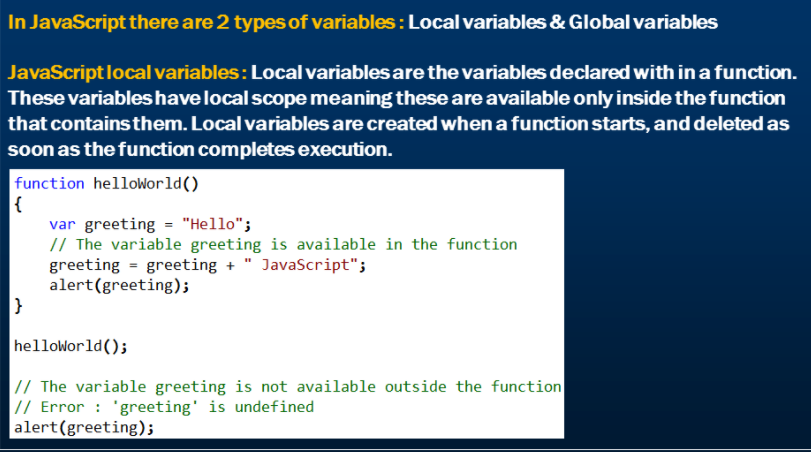 In JavaScript there are 2 types of variables : Local variables & Global variables
JavaScript local variables : Local variables are the variables declared with in a function.
These variables have local scope meaning these are available only inside the function
that contains them. Local variables are created when a function starts, and deleted as
soon as the function completes execution.
function helloWorld()
{
    var greeting = "Hello";
    // The variable greeting is available in the function
    greeting = greeting + " JavaScript";
    alert(greeting);
}
helloWorld();
// The variable greeting is not available outside the function
// Error : 'greeting' is undefined
alert(greeting);